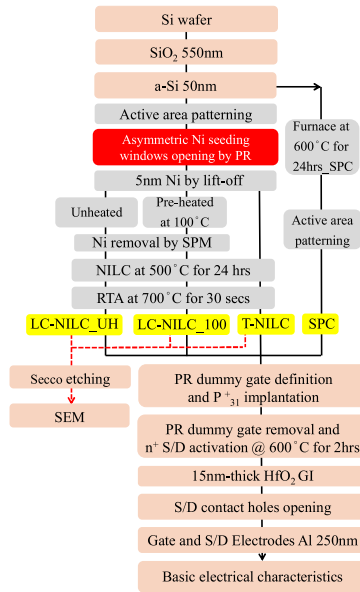 Si wafer
SiO2 550nm
a-Si 50nm
Active area patterning
Furnace at
600°C for
24hrs_SPC
Asymmetric Ni seeding
windows opening by PR
5nm Ni by lift-off
Unheated
Pre-heated
at 100°C
Active area
patterning
Ni removal by SPM
NILC at 500°C for 24 hrs
RTA at 700°C for 30 secs
LC-NILC_UH
LC-NILC_100
T-NILC
SPC
Secco etching
SEM
PR dummy gate definition
and P+31 implantation
PR dummy gate removal and
n+ S/D activation @ 600°C for 2hrs
15nm-thick HfO2 GI
S/D contact holes opening
Gate and S/D Electrodes Al 250nm
Basic electrical characteristics